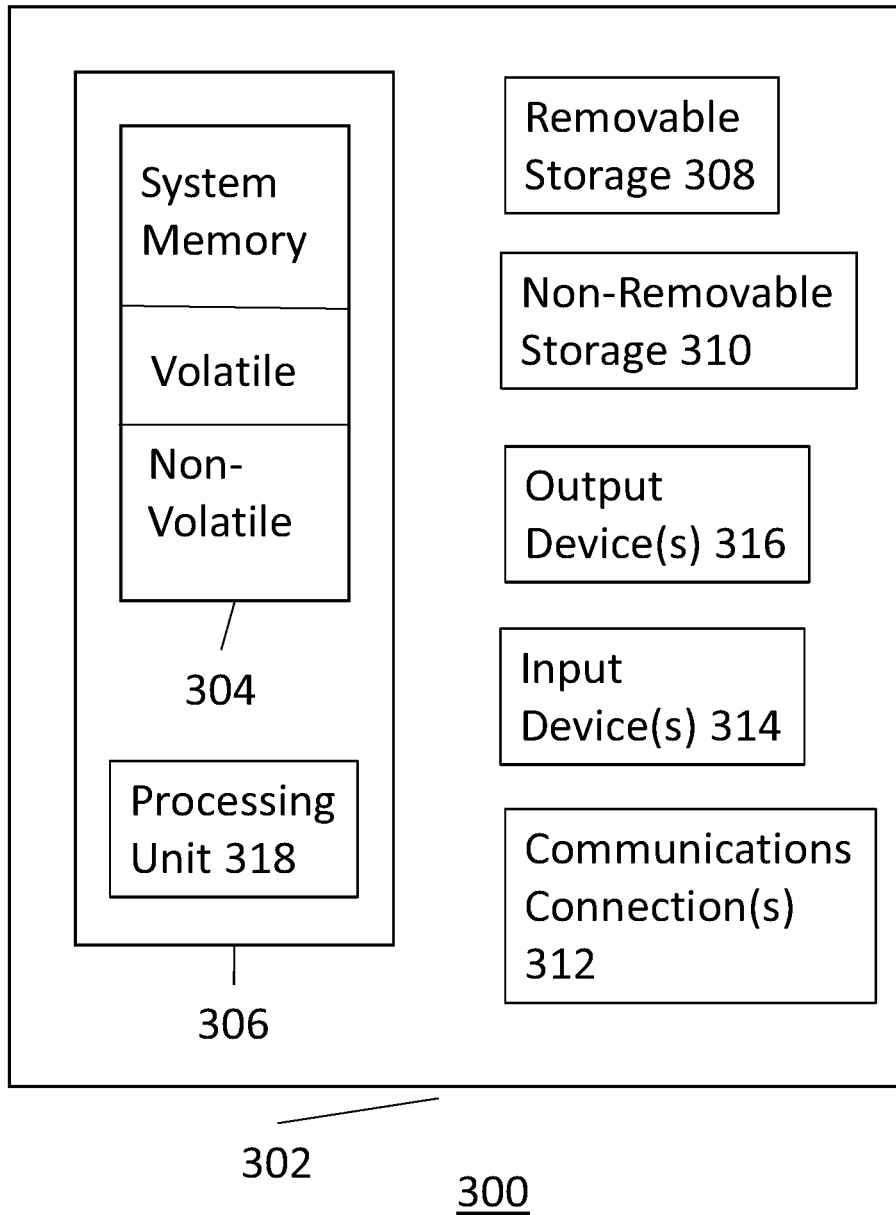 System
Memory
Volatile
Non-
Volatile
304
Processing
Unit 318
306
Removable
Storage 308
Non-Removable
Storage 310
Output
Device(s) 316
Input
Device(s) 314
Communications
Connection(s)
312
302
300